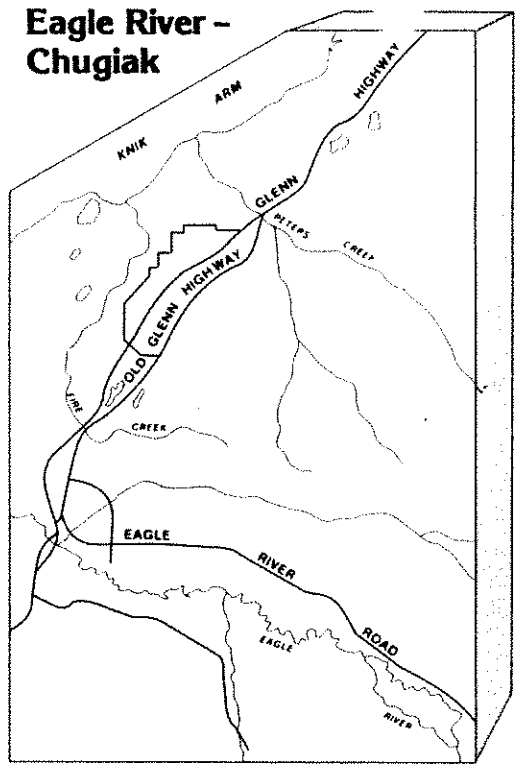 Eagle River –
Chugiak
KNIK ARM
GLENN HIGHWAY
PETERS CREEK
OLD GLENN HIGHWAY
FIRE CREEK
EAGLE RIVER ROAD
EAGLE RIVER